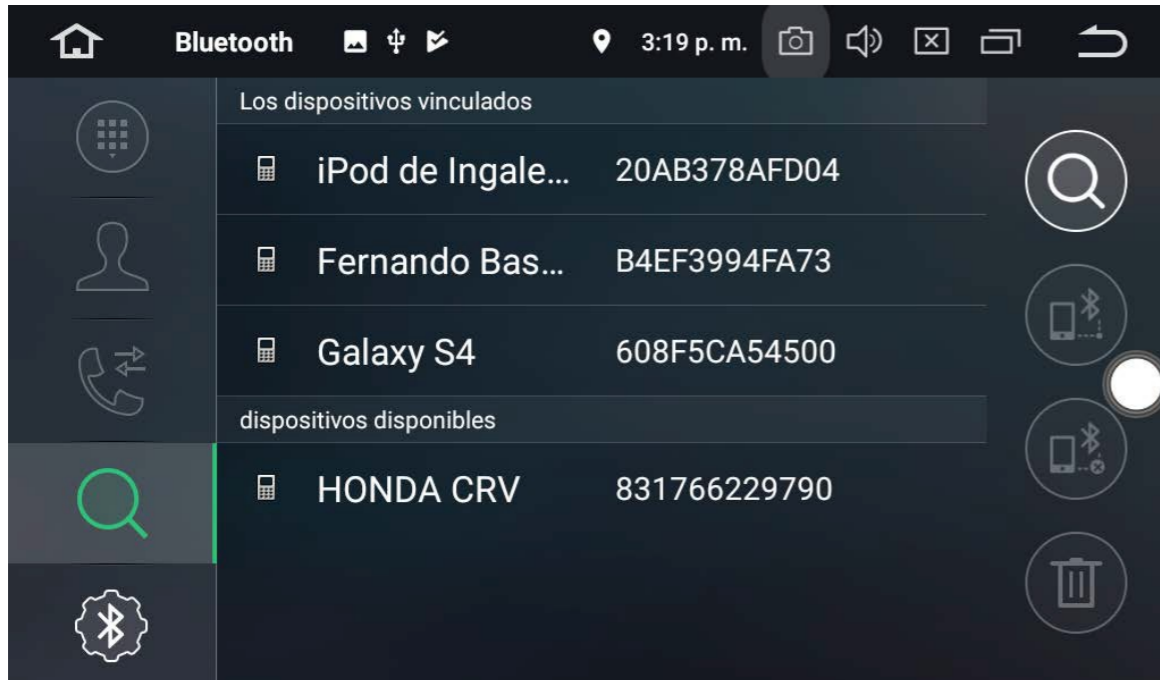 Bluetooth 3:19 p. m.
Los dispositivos vinculados
iPod de Ingale... 20AB378AFD04
Fernando Bas... B4EF3994FA73
Galaxy S4 608F5CA54500
dispositivos disponibles
HONDA CRV 831766229790